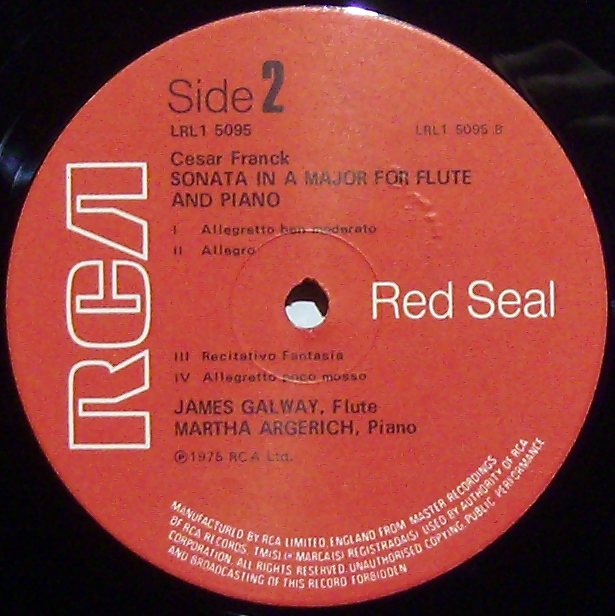 Side 2
LRL1 5095
LRL1 5095 B
Cesar Franck
SONATA IN A MAJOR FOR FLUTE
AND PIANO
I Allegretto ben moderato
II Allegro
RCA
Red Seal
III Recitativo Fantasia
IV Allegretto poco mosso
JAMES GALWAY, Flute
MARTHA ARGERICH, Piano
℗1975 RCA Ltd.
MANUFACTURED BY RCA LIMITED, ENGLAND FROM MASTER RECORDINGS
OF RCA RECORDS, TM(S) (® MARCA(S) REGISTRADA(S) USED BY AUTHORITY OF RCA
CORPORATION. ALL RIGHTS RESERVED. UNAUTHORISED COPYING, PUBLIC PERFORMANCE
AND BROADCASTING OF THIS RECORD FORBIDDEN